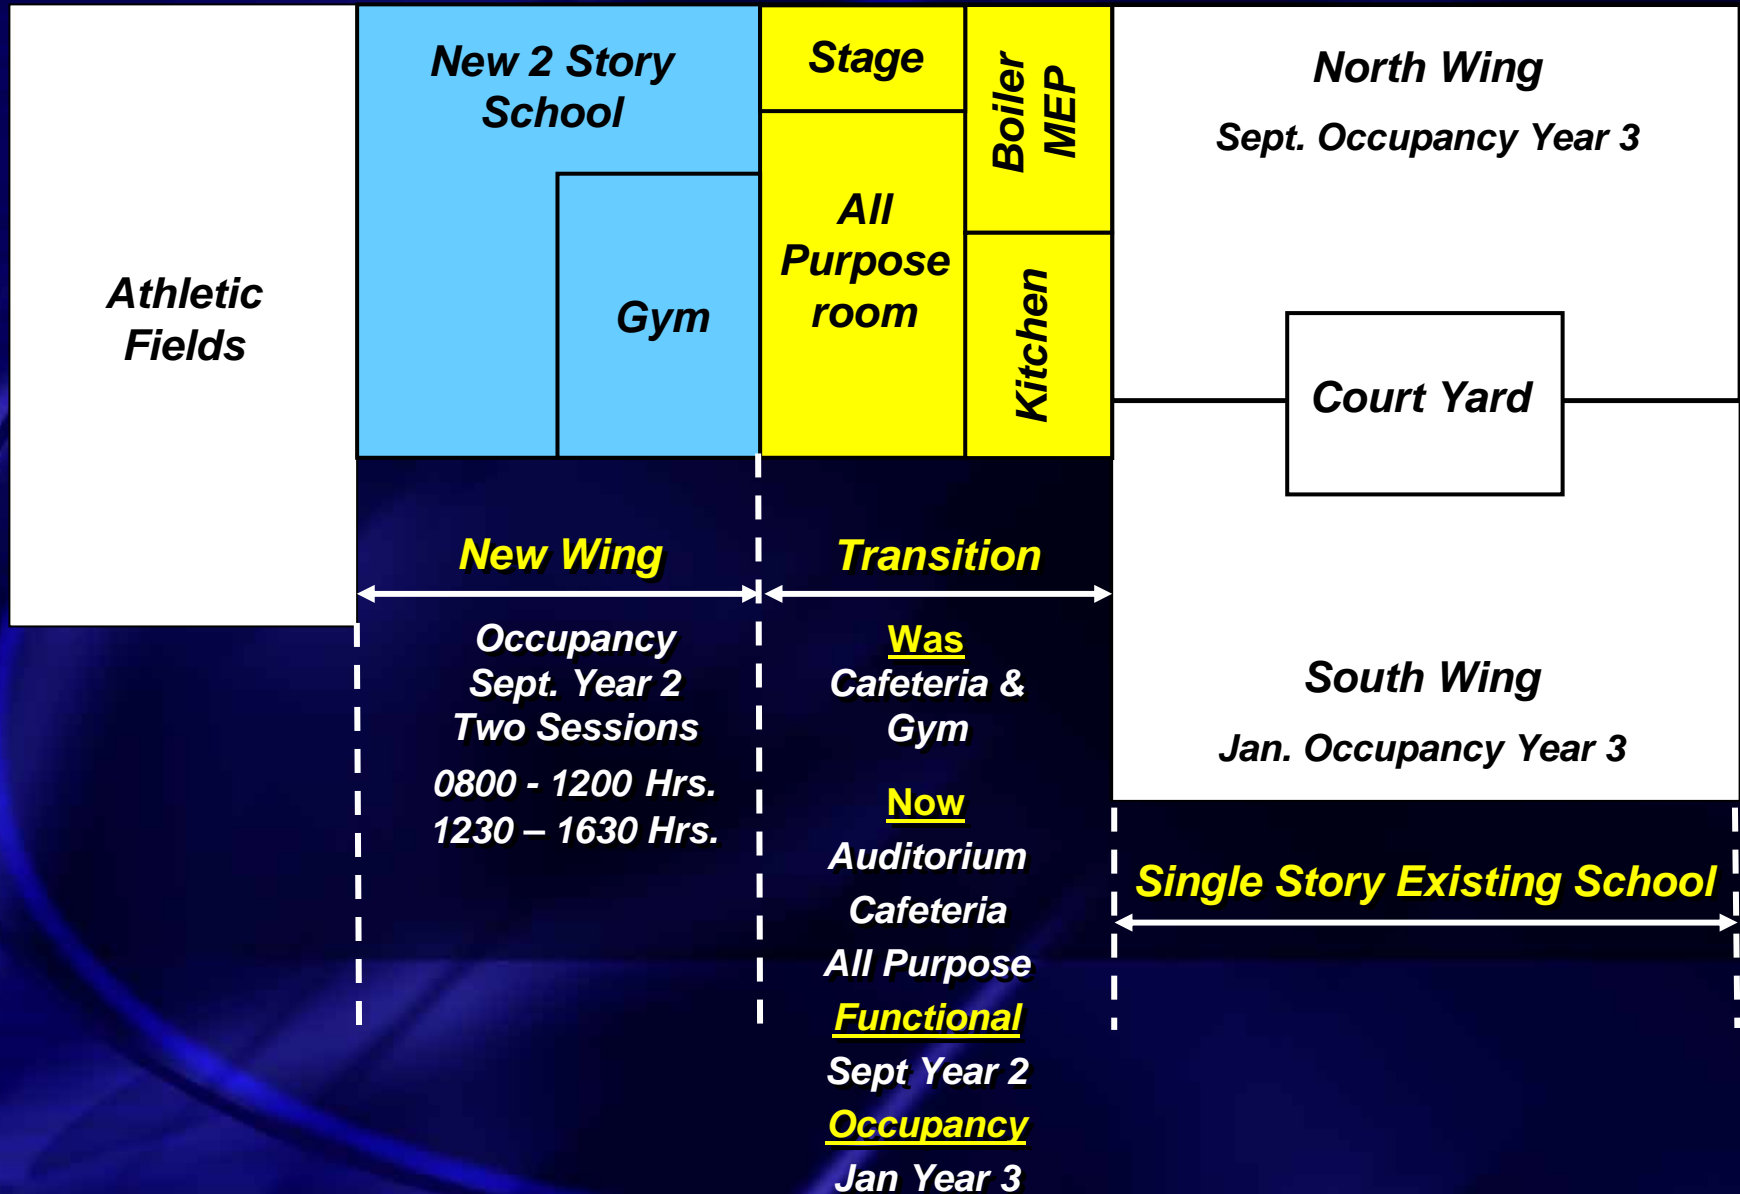 Athletic
Fields
New 2 Story
School
Gym
Stage
All
Purpose
room
Boiler
MEP
Kitchen
North Wing
Sept. Occupancy Year 3
Court Yard
South Wing
Jan. Occupancy Year 3
New Wing
Occupancy
Sept. Year 2
Two Sessions
0800 - 1200 Hrs.
1230 – 1630 Hrs.
Transition
Was
Cafeteria &
Gym
Now
Auditorium
Cafeteria
All Purpose
Functional
Sept Year 2
Occupancy
Jan Year 3
Single Story Existing School